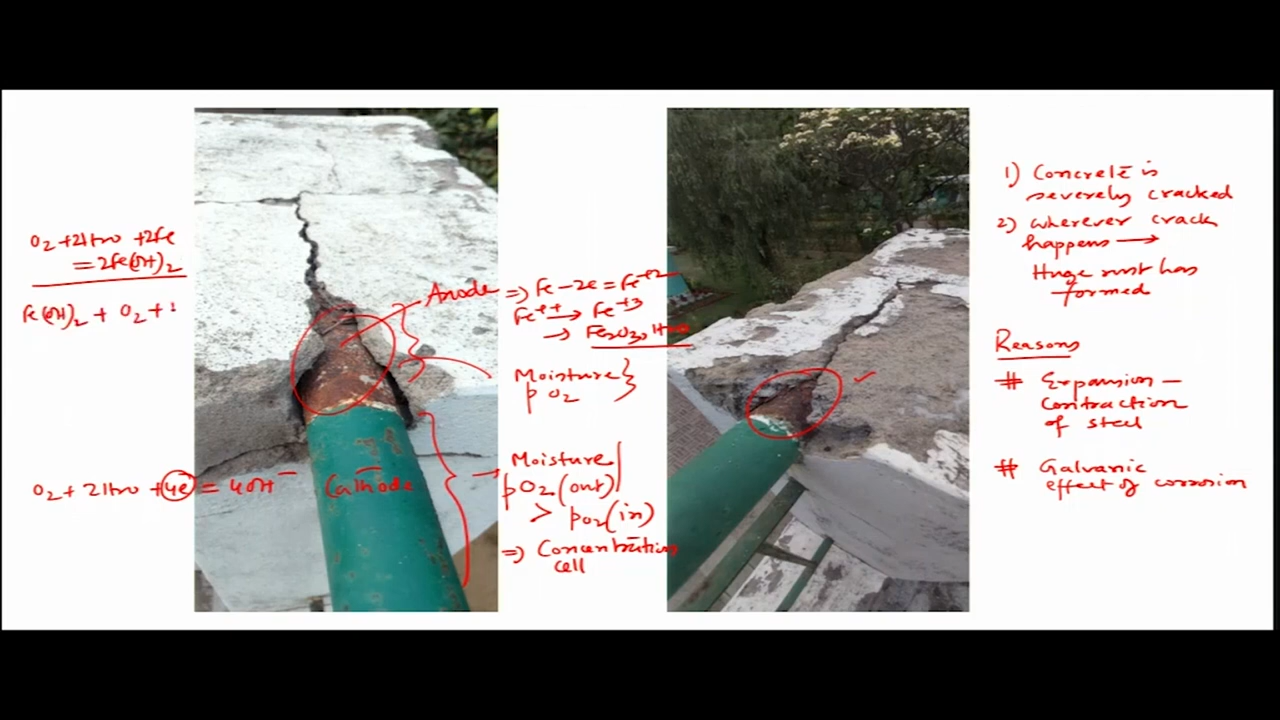 O2 + 2H2O + 2Fe
= 2Fe(OH)2
Fe(OH)2 + O2 +
O2 + 2H2O + 4e = 4OH⁻
Cathode
Anode ⇒ Fe - 2e = Fe+2
Fe++ → Fe+3
→ Fe2O3, H2O
Moisture
pO2
Moisture
pO2 (out)
> pO2 (in)
⇒ Concentration
cell
1) Concrete is
severely cracked
2) wherever crack
happens →
Huge rust has
formed
Reasons
# Expansion -
contraction
of steel
# Galvanic
effect of corrosion